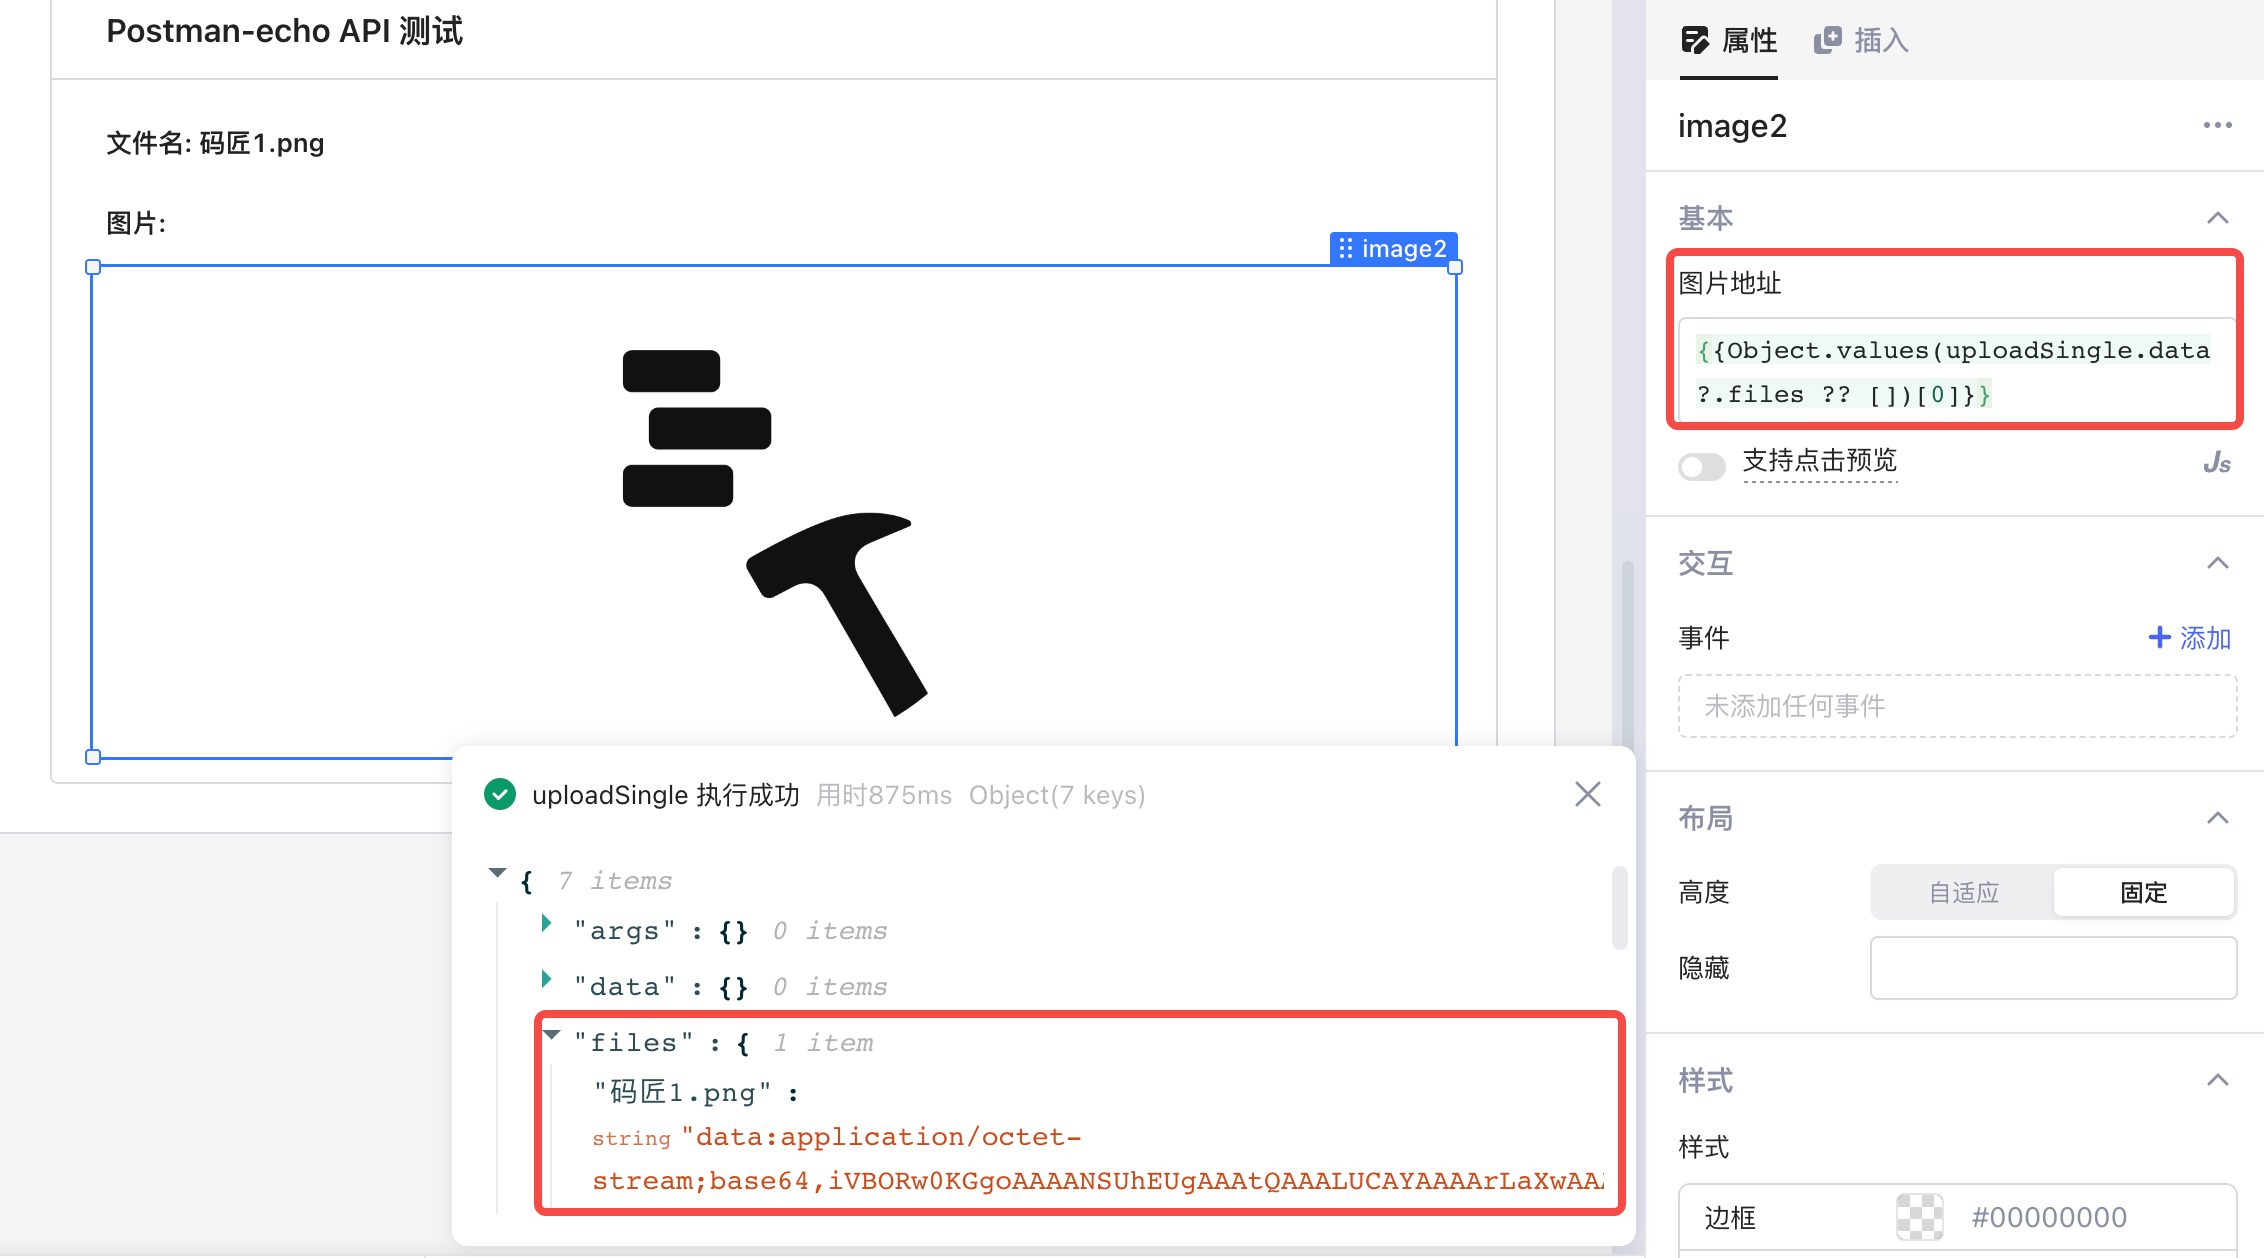 Postman-echo API 测试
文件名: 码匠1.png
图片:
image2
uploadSingle 执行成功 用时875ms Object(7 keys)
{ 7 items
"args" : {} 0 items
"data" : {} 0 items
"files" : { 1 item
"码匠1.png" :
string "data:application/octet-
stream;base64,iVBORw0KGgoAAAANSUhEUgAAAtQAAALUCAYAAAArLaXwAA
属性 插入
image2
基本
图片地址
{{Object.values(uploadSingle.data
?.files ?? [])[0]}}
支持点击预览 Js
交互
事件 添加
未添加任何事件
布局
高度 自适应 固定
隐藏
样式
样式
边框 #00000000